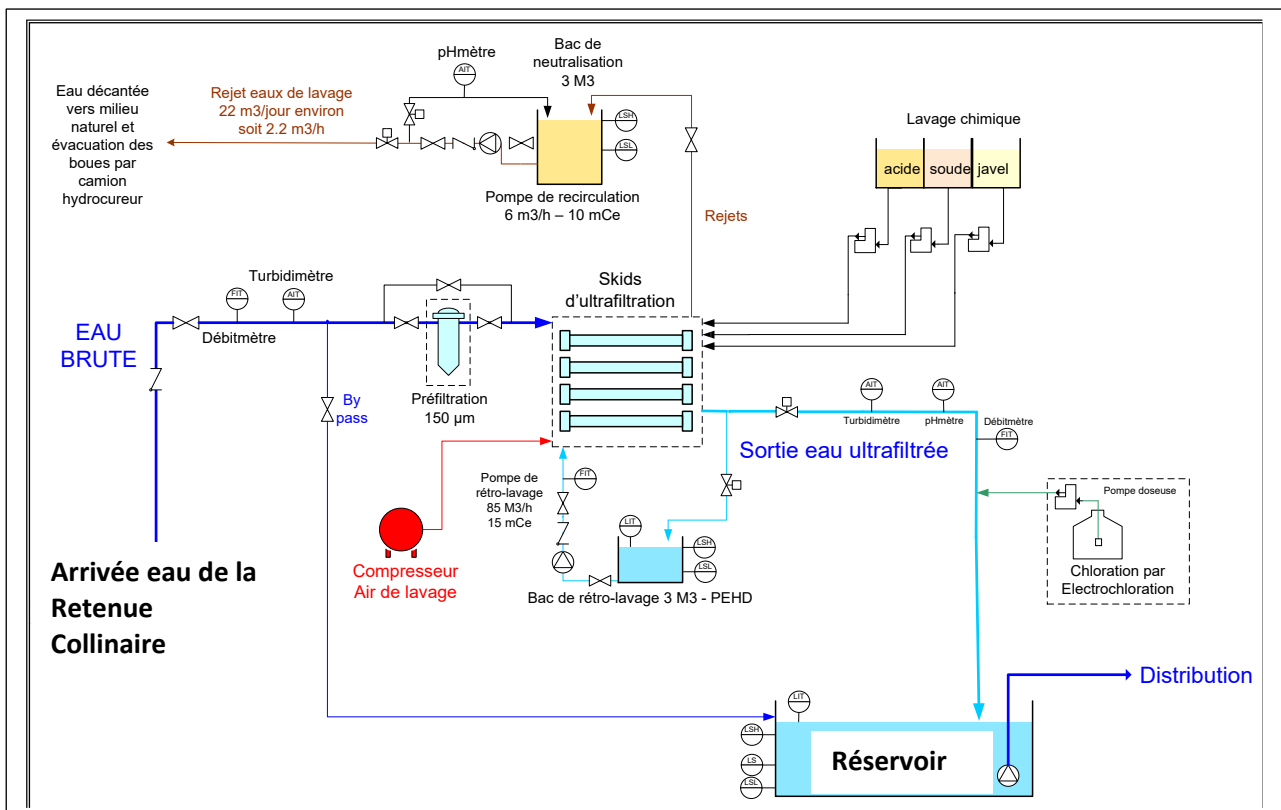 Eau décantée
vers milieu
naturel et
évacuation des
boues par
camion
hydrocureur
Rejet eaux de lavage
22 m3/jour environ
soit 2.2 m3/h
pHmètre
AIT
Bac de
neutralisation
3 M3
LSH
LSL
Pompe de recirculation
6 m3/h – 10 mCe
Rejets
Lavage chimique
acide
soude
javel
EAU
BRUTE
FIT
Débitmètre
Turbidimètre
AIT
By
pass
Préfiltration
150 µm
Skids
d'ultrafiltration
AIT
Turbidimètre
AIT
pHmètre
Débitmètre
FIT
Sortie eau ultrafiltrée
Pompe de
rétro-lavage
85 M3/h
15 mCe
FIT
LIT
LSH
LSL
Bac de rétro-lavage 3 M3 - PEHD
Compresseur
Air de lavage
Pompe doseuse
Chloration par
Electrochloration
Arrivée eau de la
Retenue
Collinaire
LIT
LSH
LS
LSL
Réservoir
Distribution